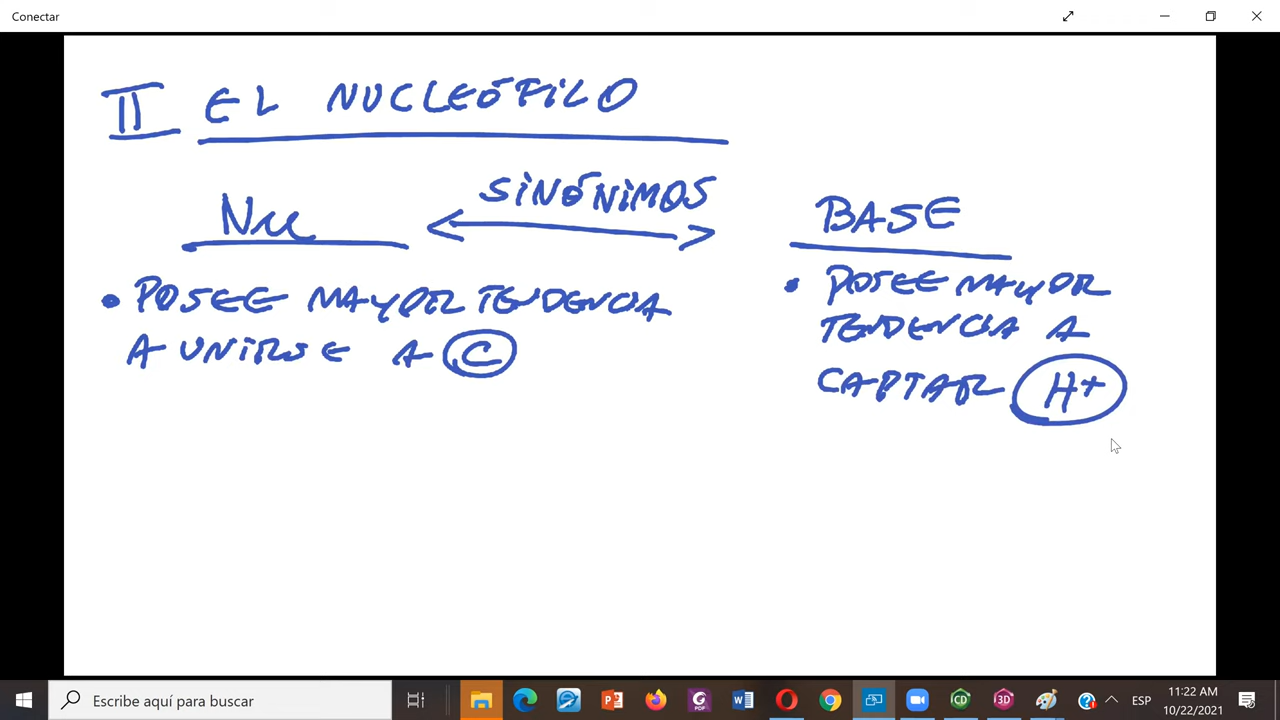 Conectar
II EL NUCLEÓFILO
SINÓNIMOS
Nu
BASE
• POSEE MAYOR TENDENCIA
A UNIRSE A C
• POSEE MAYOR
TENDENCIA A
CAPTAR H+
Escribe aquí para buscar
ESP
11:22 AM
10/22/2021